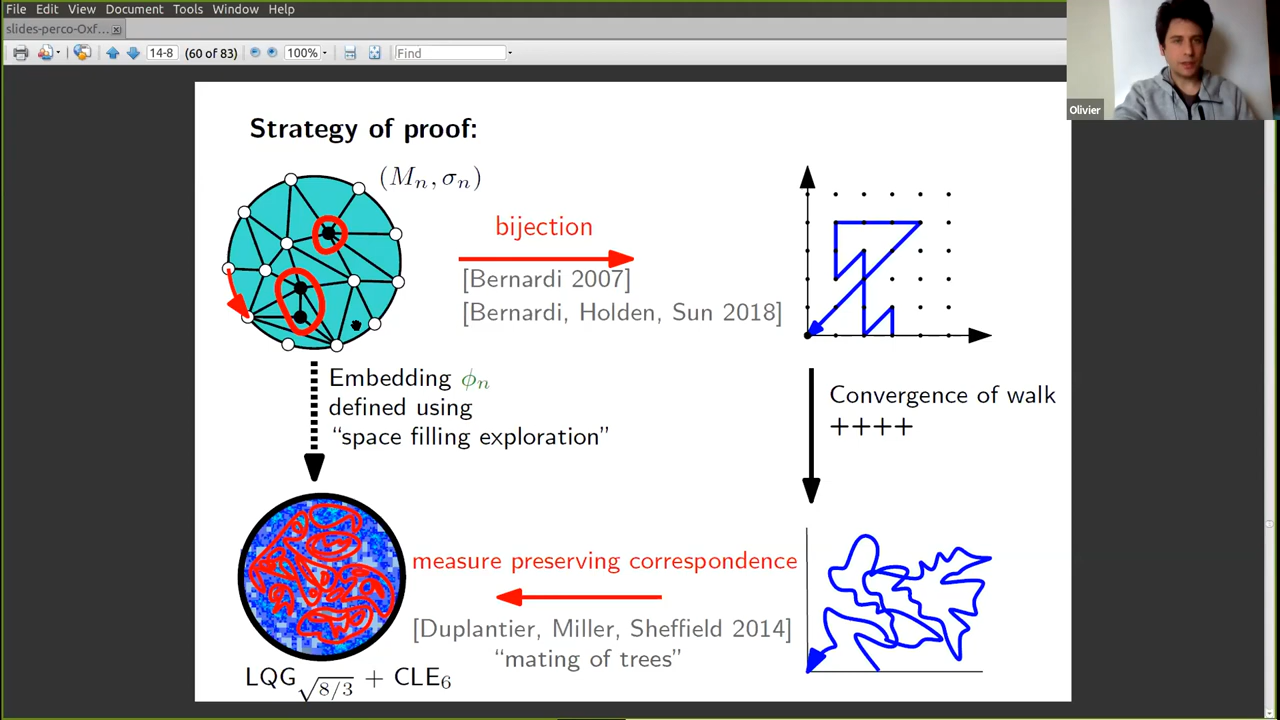 File Edit View Document Tools Window Help
slides-perco-Oxf...
14-8 (60 of 83) 100% Find
Olivier
Strategy of proof:
(Mₙ, σₙ)
bijection
[Bernardi 2007]
[Bernardi, Holden, Sun 2018]
Embedding ϕₙ
defined using
“space filling exploration”
Convergence of walk
++++
measure preserving correspondence
[Duplantier, Miller, Sheffield 2014]
“mating of trees”
LQG√8/3 + CLE₆